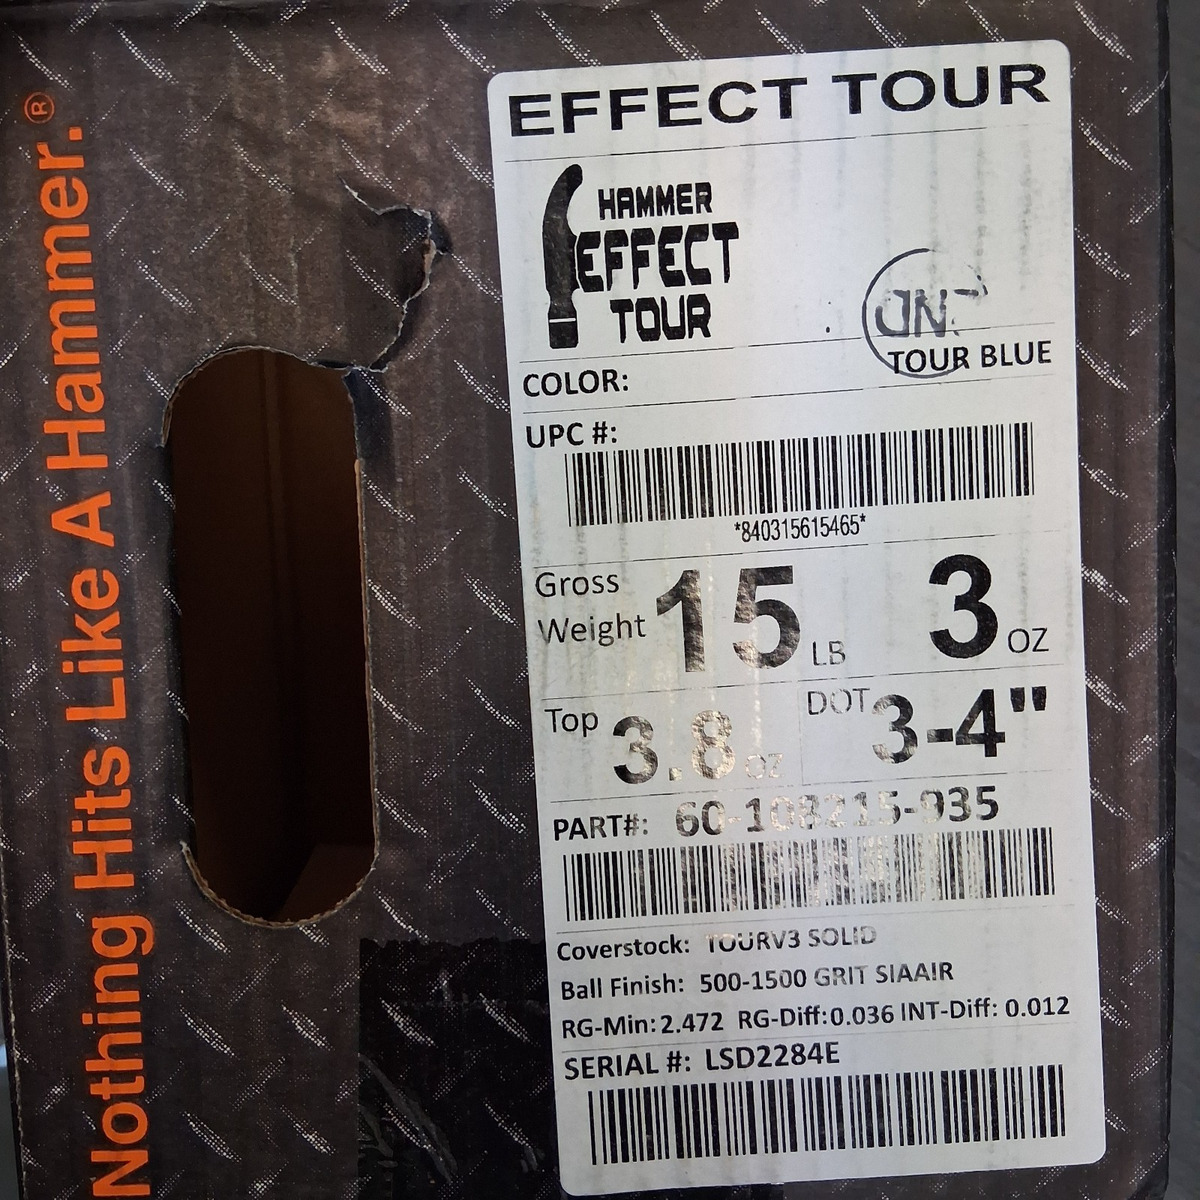 Nothing Hits Like A Hammer.®
EFFECT TOUR
HAMMER
EFFECT
TOUR
COLOR: TOUR BLUE
UPC #:
*840315615465*
Gross
Weight 15 LB 3 OZ
Top 3.8 OZ DOT 3-4"
PART#: 60-108215-935
Coverstock: TOURV3 SOLID
Ball Finish: 500-1500 GRIT SIAAIR
RG-Min: 2.472 RG-Diff: 0.036 INT-Diff: 0.012
SERIAL #: LSD2284E